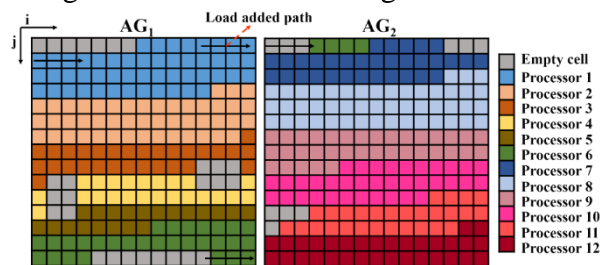 i
j
AG₁
Load added path
AG₂
Empty cell
Processor 1
Processor 2
Processor 3
Processor 4
Processor 5
Processor 6
Processor 7
Processor 8
Processor 9
Processor 10
Processor 11
Processor 12